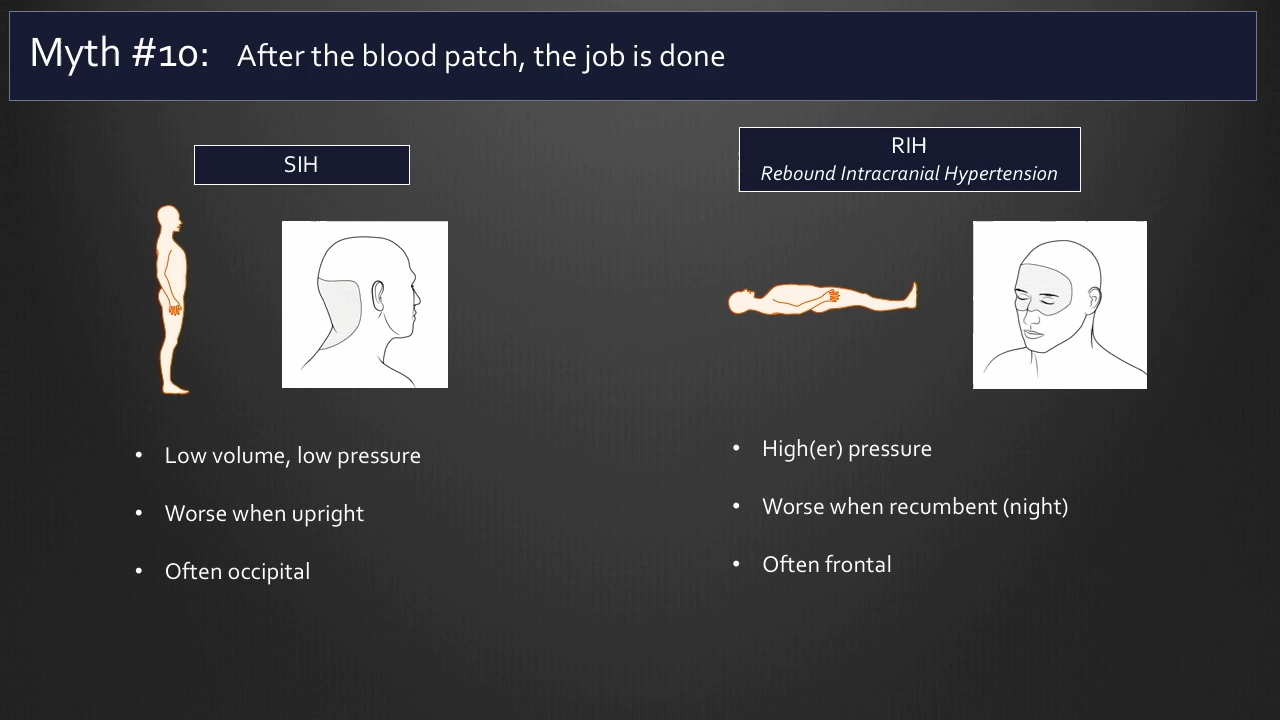 Myth #10: After the blood patch, the job is done
SIH
• Low volume, low pressure
• Worse when upright
• Often occipital
RIH
Rebound Intracranial Hypertension
• High(er) pressure
• Worse when recumbent (night)
• Often frontal